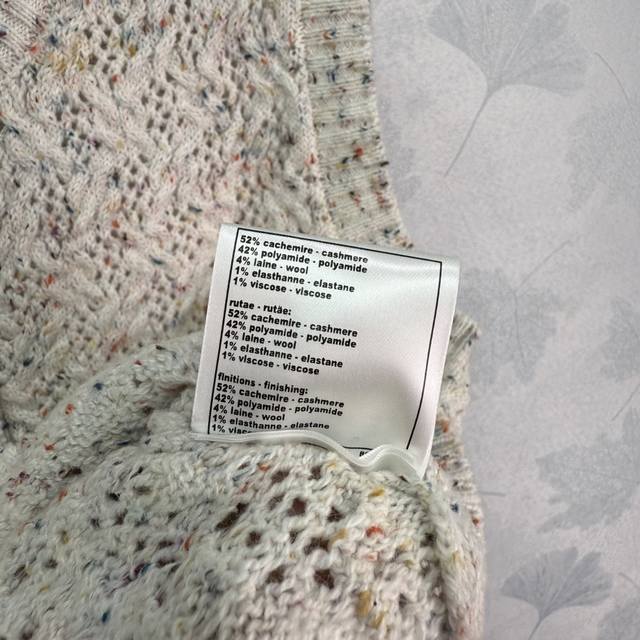 52% cachemire - cashmere
42% polyamide - polyamide
4% laine - wool
1% elasthanne - elastane
1% viscose - viscose
rutae - rutàe:
52% cachemire - cashmere
42% polyamide - polyamide
4% laine - wool
1% elasthanne - elastane
1% viscose - viscose
finitions - finishing:
52% cachemire - cashmere
42% polyamide - polyamide
4% laine - wool
1% elasthanne - elastane
1%